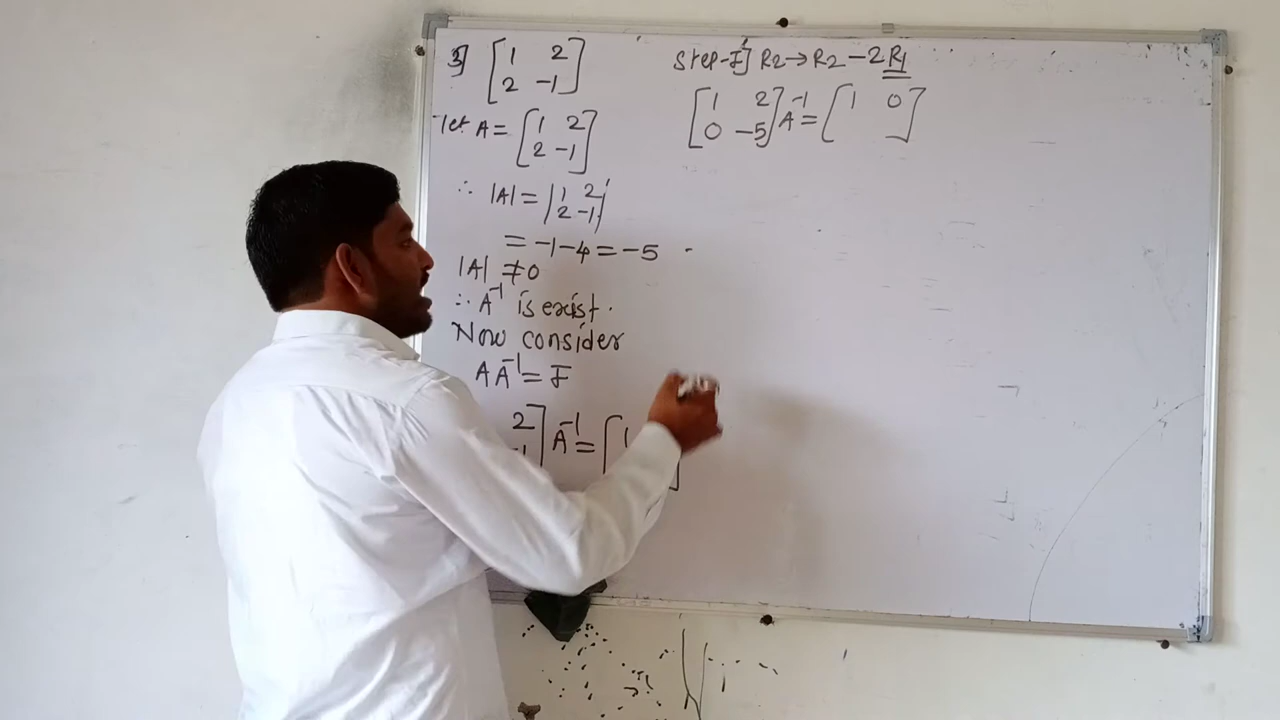 3] [1 2
2 -1]
let A = [1 2
2 -1]
∴ |A| = |1 2
2 -1|
= -1-4 = -5
|A| ≠ 0
∴ A⁻¹ is exist.
Now consider
A A⁻¹ = I
2
-1] A⁻¹ = [1
Step-I] R2 → R2 - 2R1
[1 2
0 -5] A⁻¹ = [1 0
]